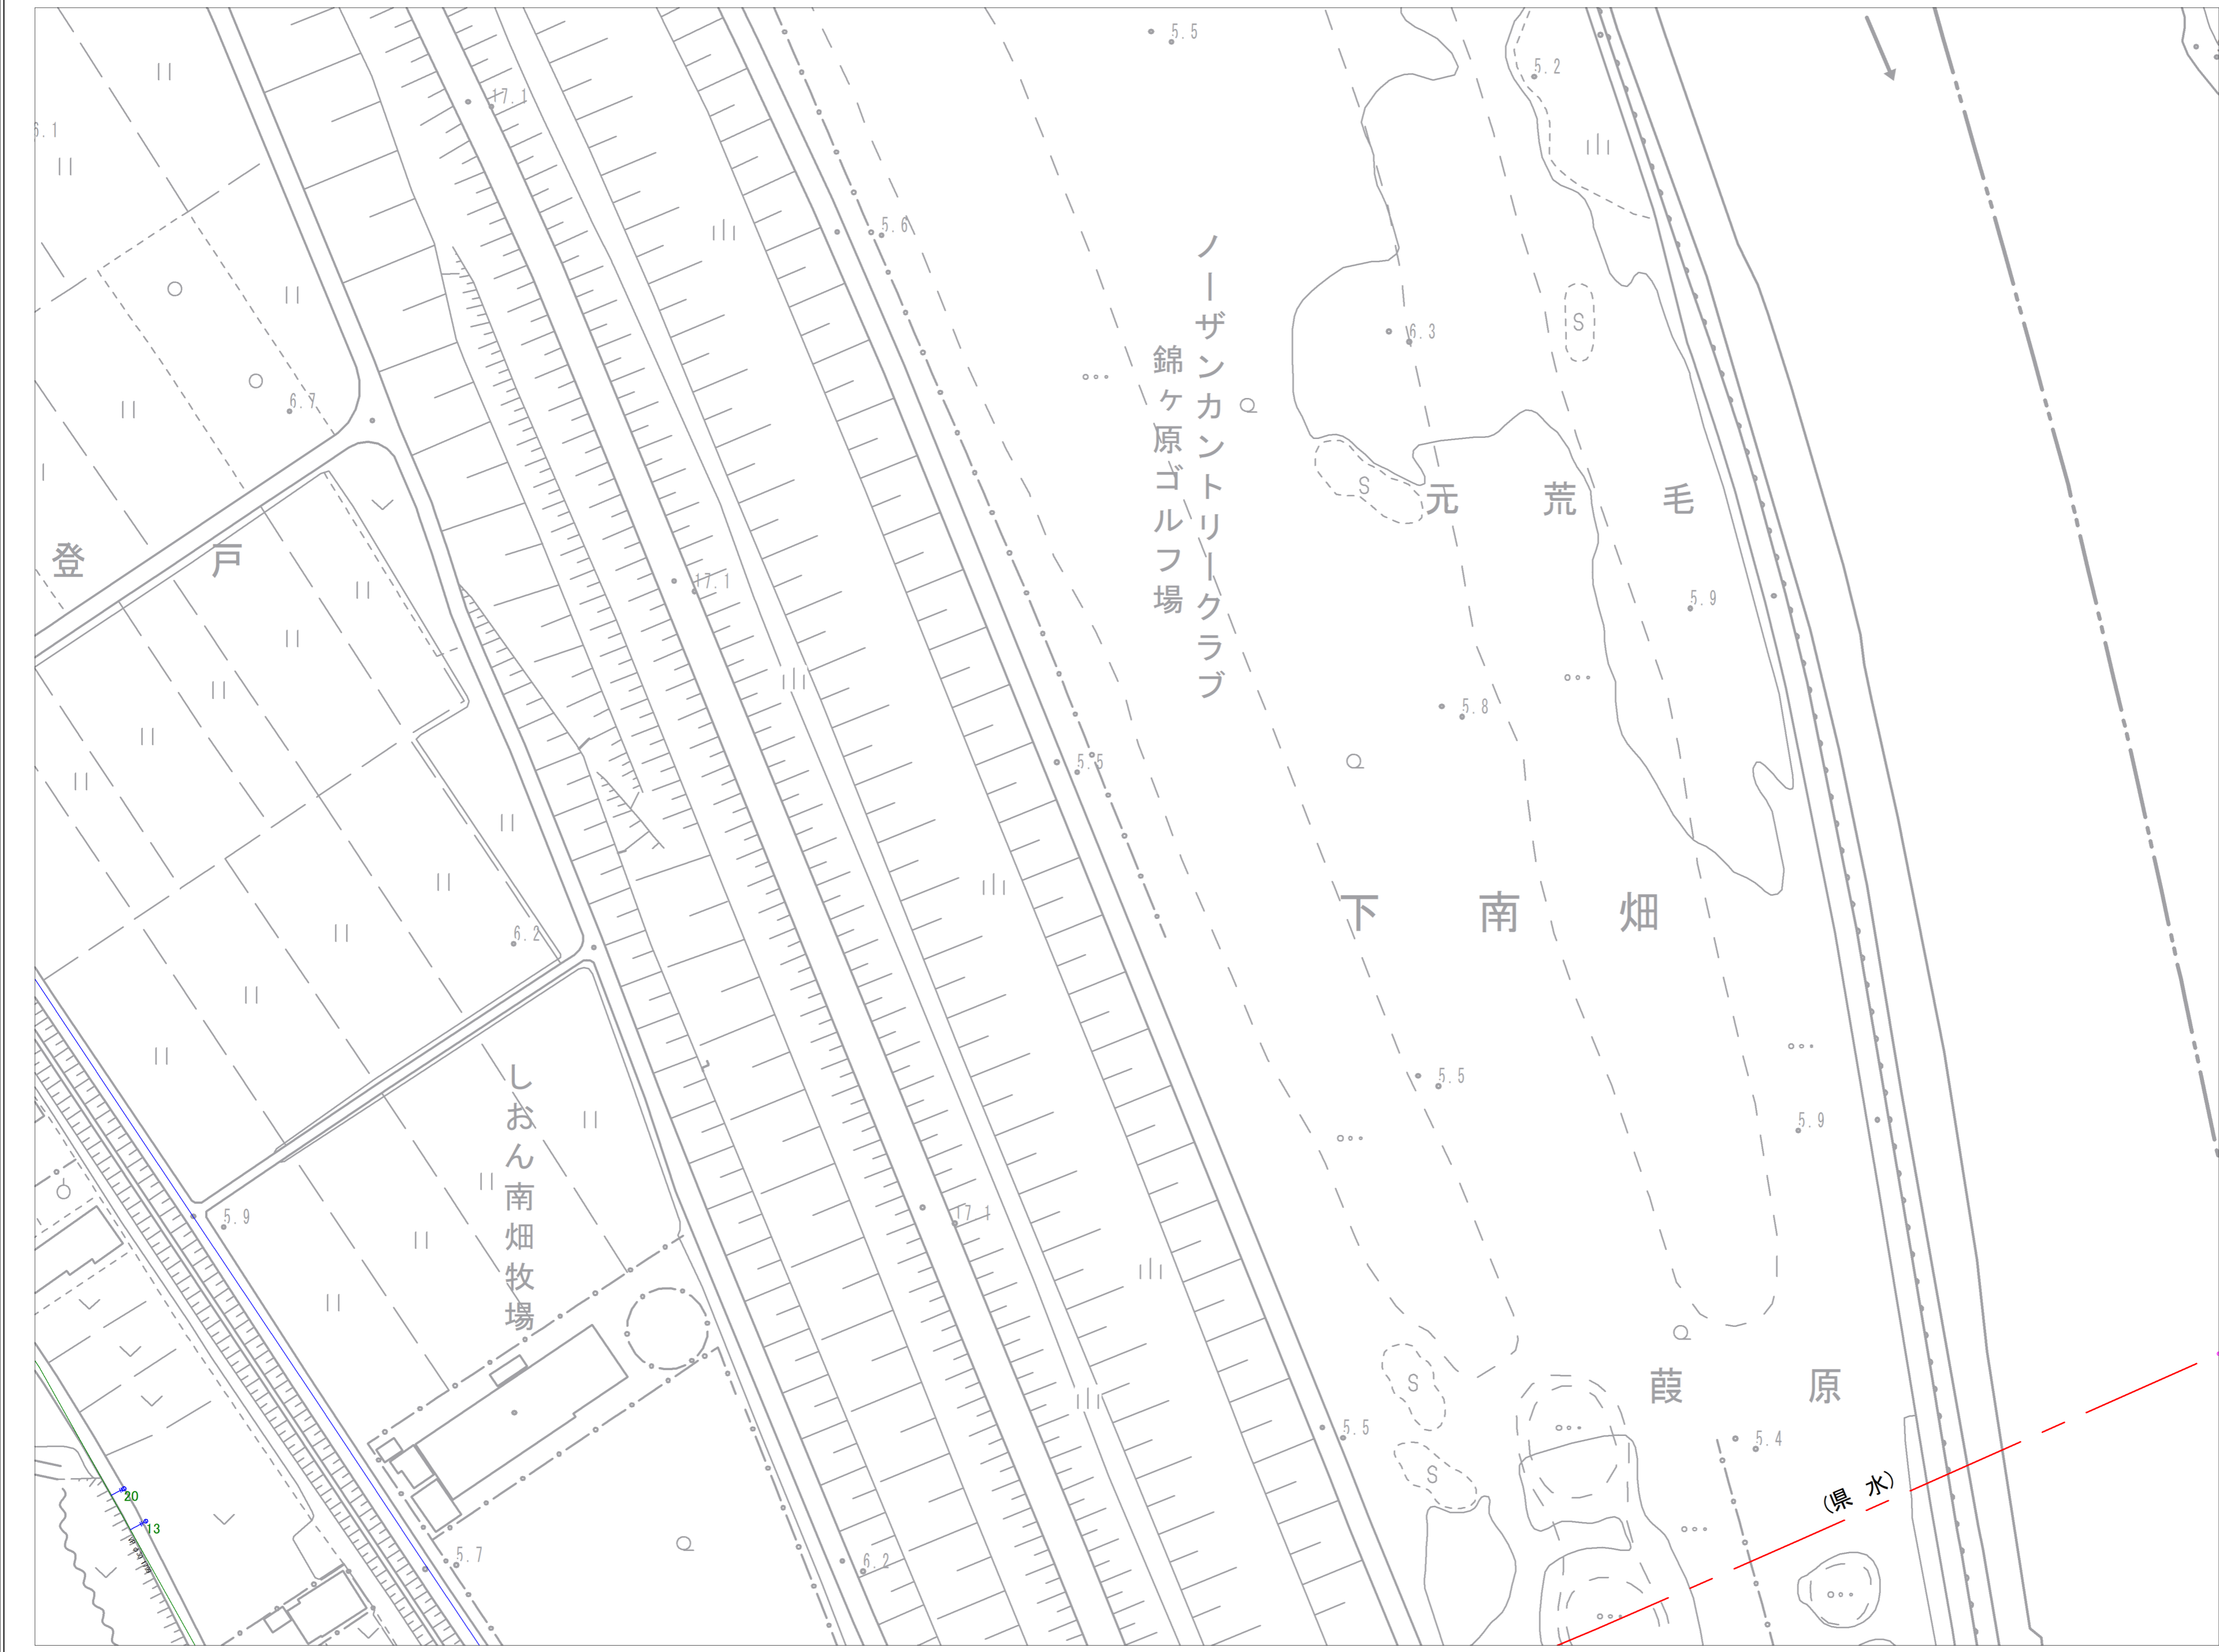 5.5
5.2
17.1
6.1
5.6
ノーザンカントリークラブ
錦ケ原ゴルフ場
S
6.3
6.7
S
元荒毛
登戸
17.1
5.9
5.8
5.5
下南畑
6.2
5.5
しおん南畑牧場
5.9
5.9
17.1
S
葭原
5.5
5.4
S
(県水)
20
13
5.7
6.2